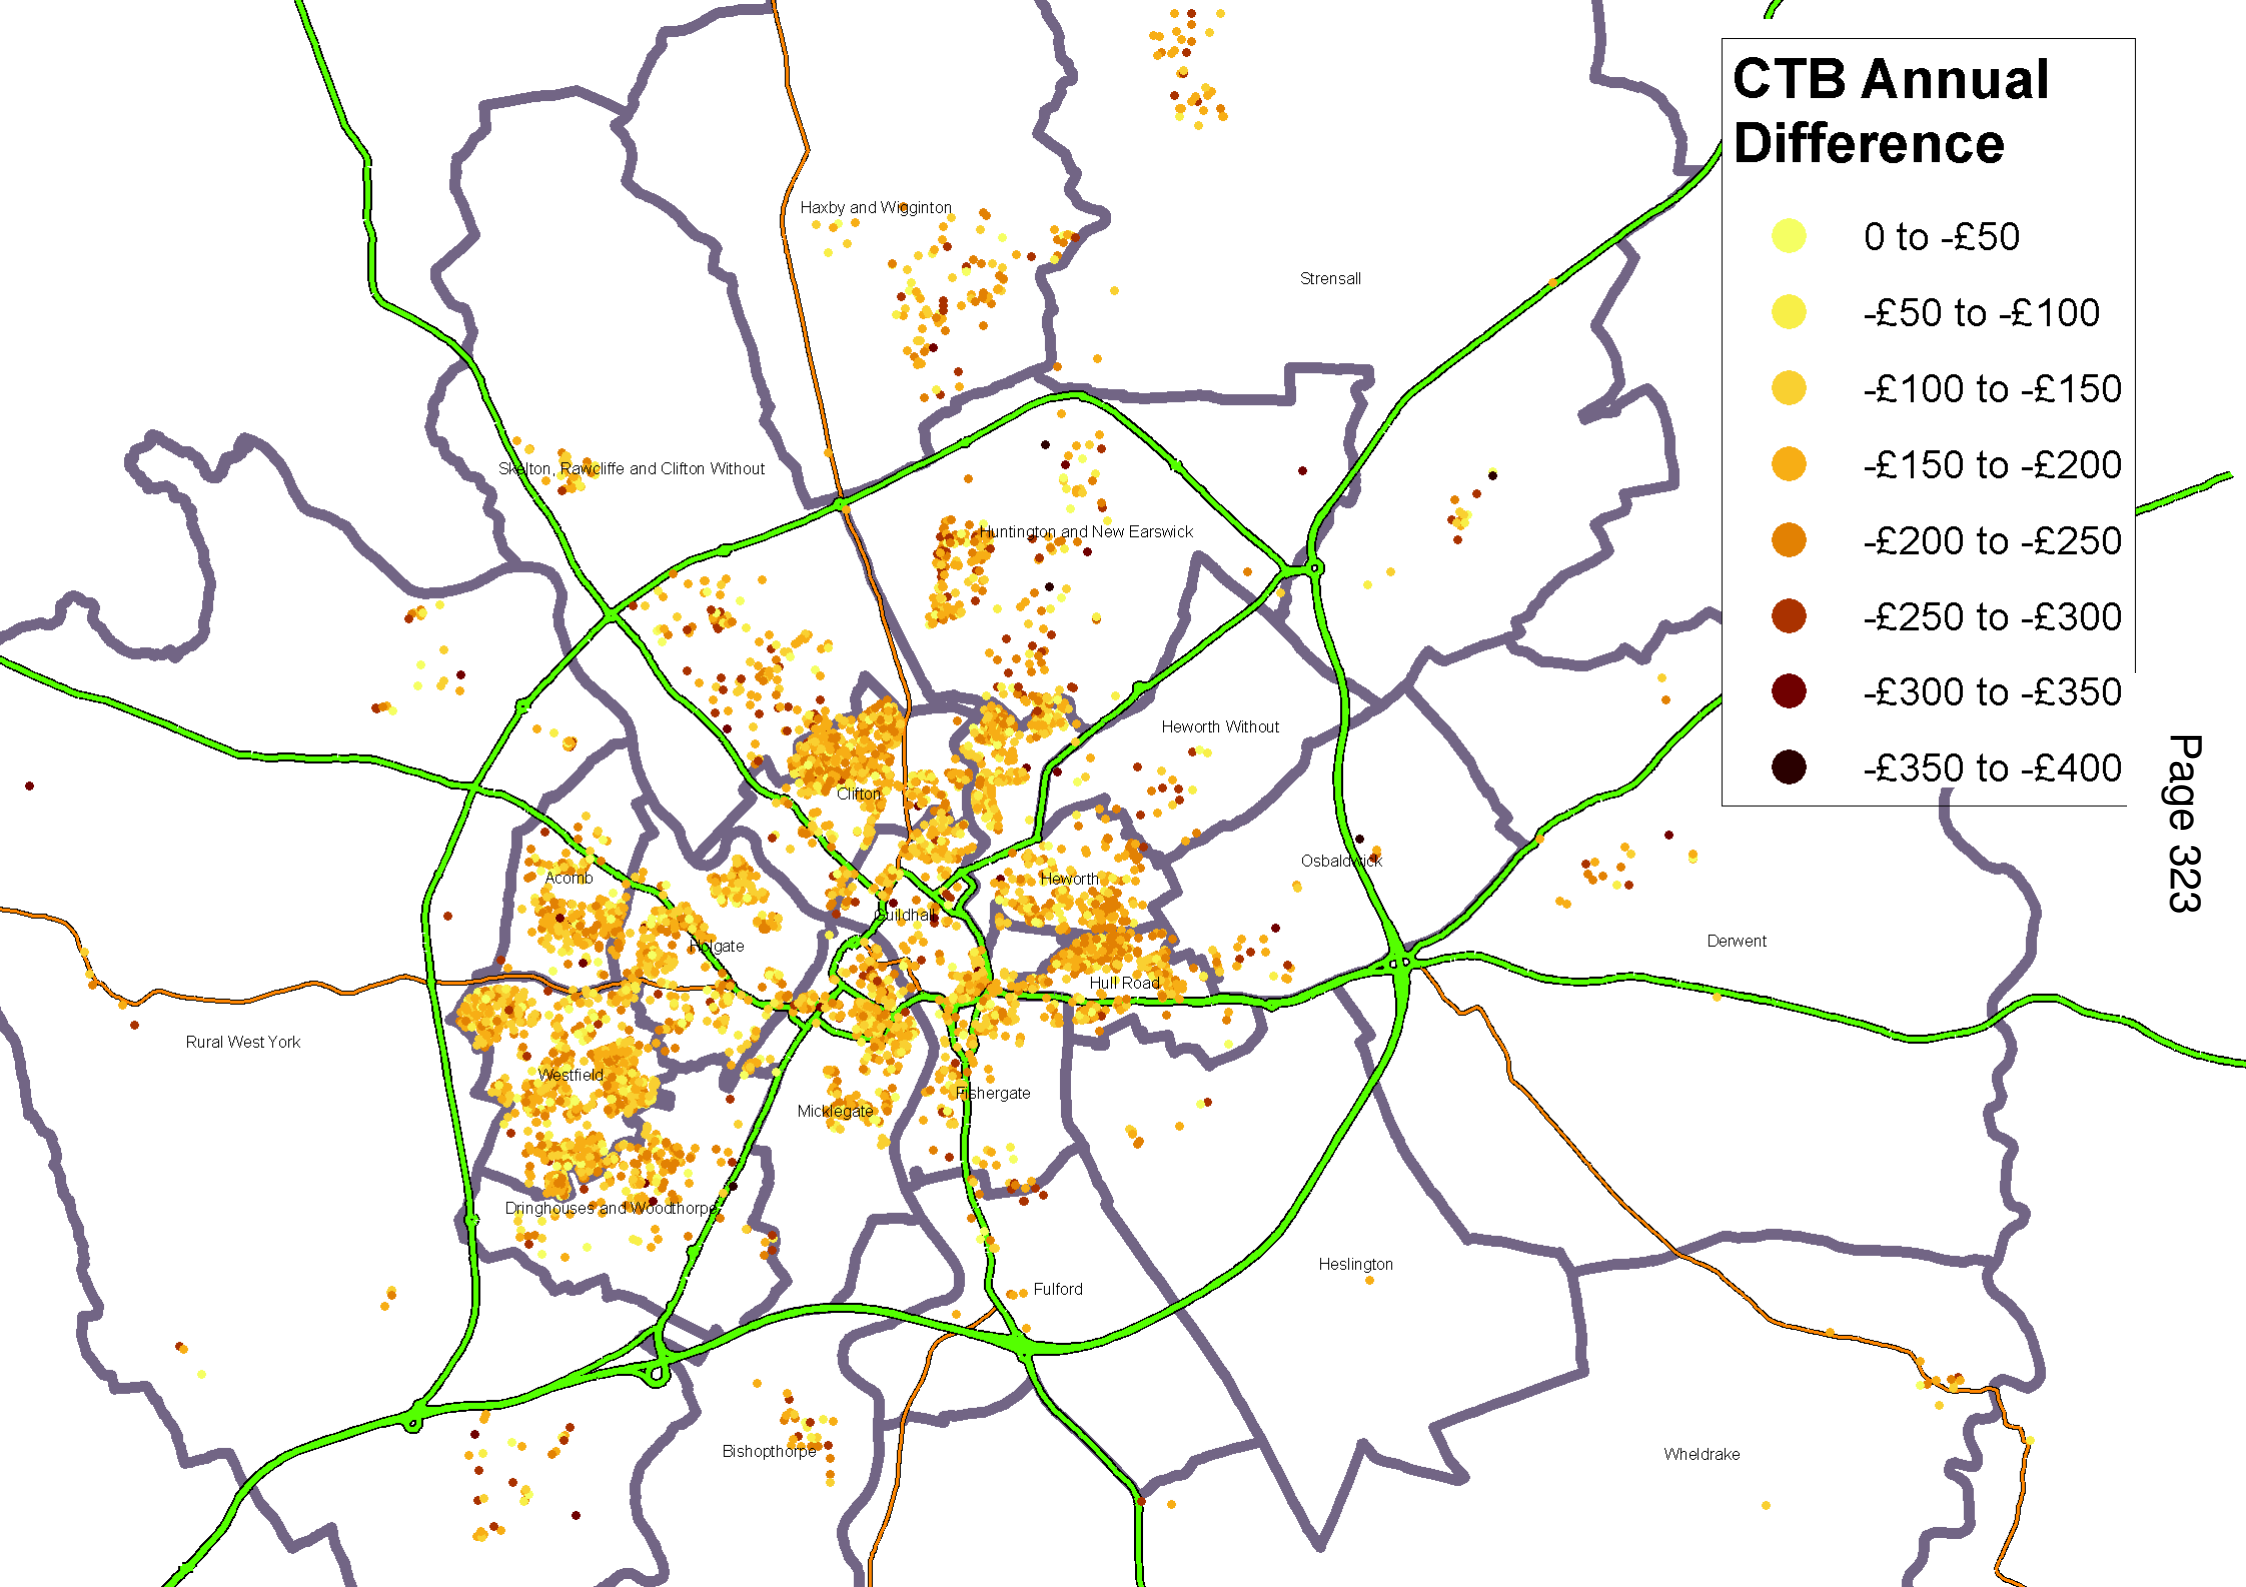 CTB Annual
Difference
0 to -£50
-£50 to -£100
-£100 to -£150
-£150 to -£200
-£200 to -£250
-£250 to -£300
-£300 to -£350
-£350 to -£400
Page 323
Haxby and Wigginton
Strensall
Skelton, Rawcliffe and Clifton Without
Huntington and New Earswick
Heworth Without
Clifton
Osbaldwick
Acomb
Heworth
Guildhall
Holgate
Derwent
Hull Road
Rural West York
Westfield
Fishergate
Micklegate
Dringhouses and Woodthorpe
Heslington
Fulford
Bishopthorpe
Wheldrake